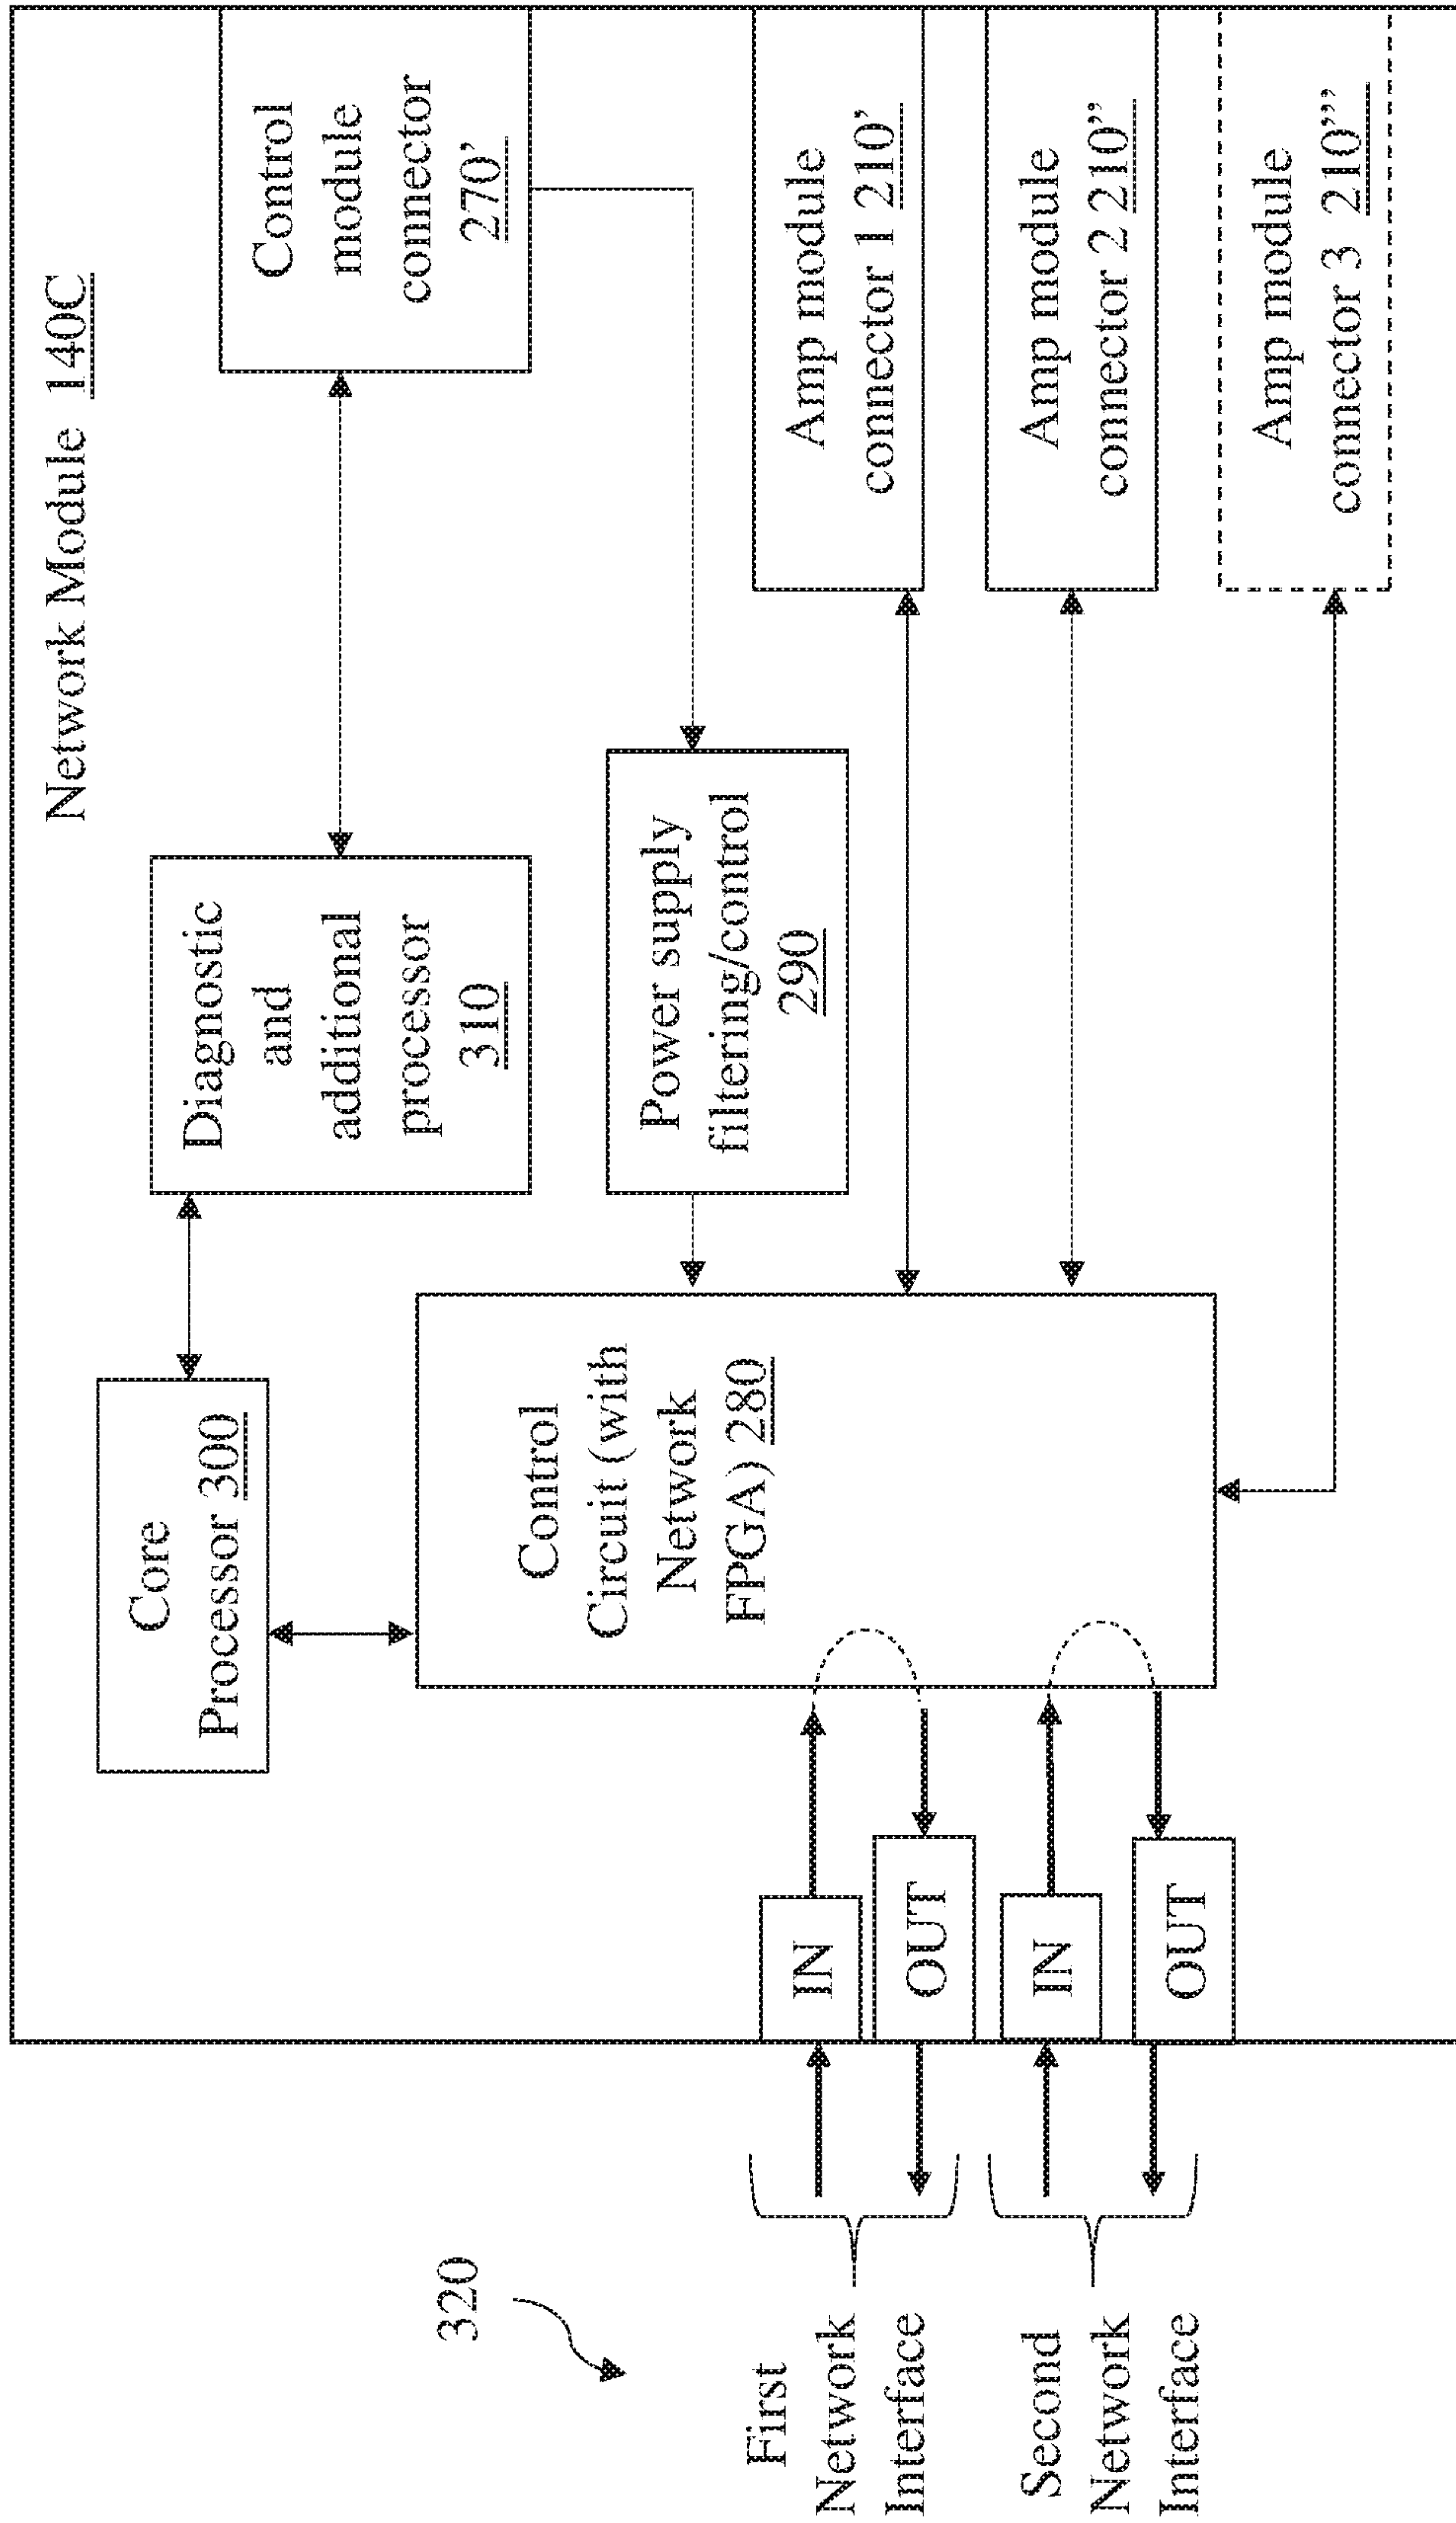 Network Module 140C
Core
Processor 300
Diagnostic
and
additional
processor
310
Control
module
connector
270’
Control
Circuit (with
Network
FPGA) 280
Power supply
filtering/control
290
Amp module
connector 1 210’
Amp module
connector 2 210’’
Amp module
connector 3 210’’’
320
First
Network
Interface
Second
Network
Interface
IN
OUT
IN
OUT